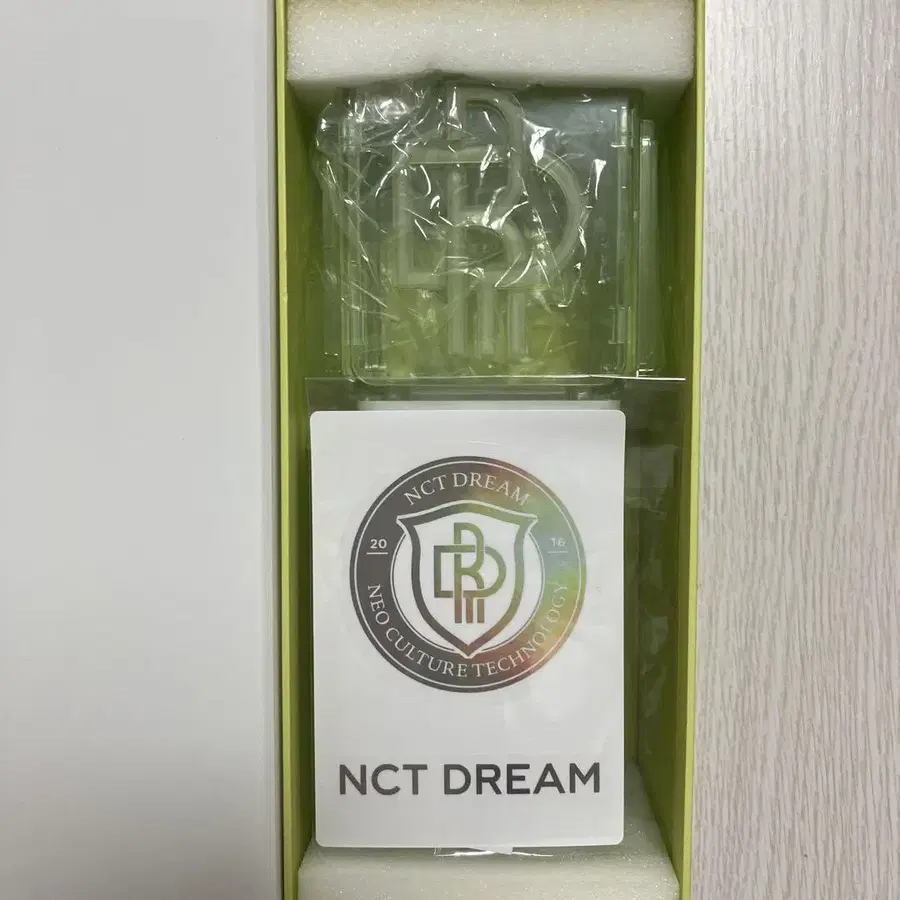 NCT DREAM
20
16
NEO CULTURE TECHNOLOGY
NCT DREAM